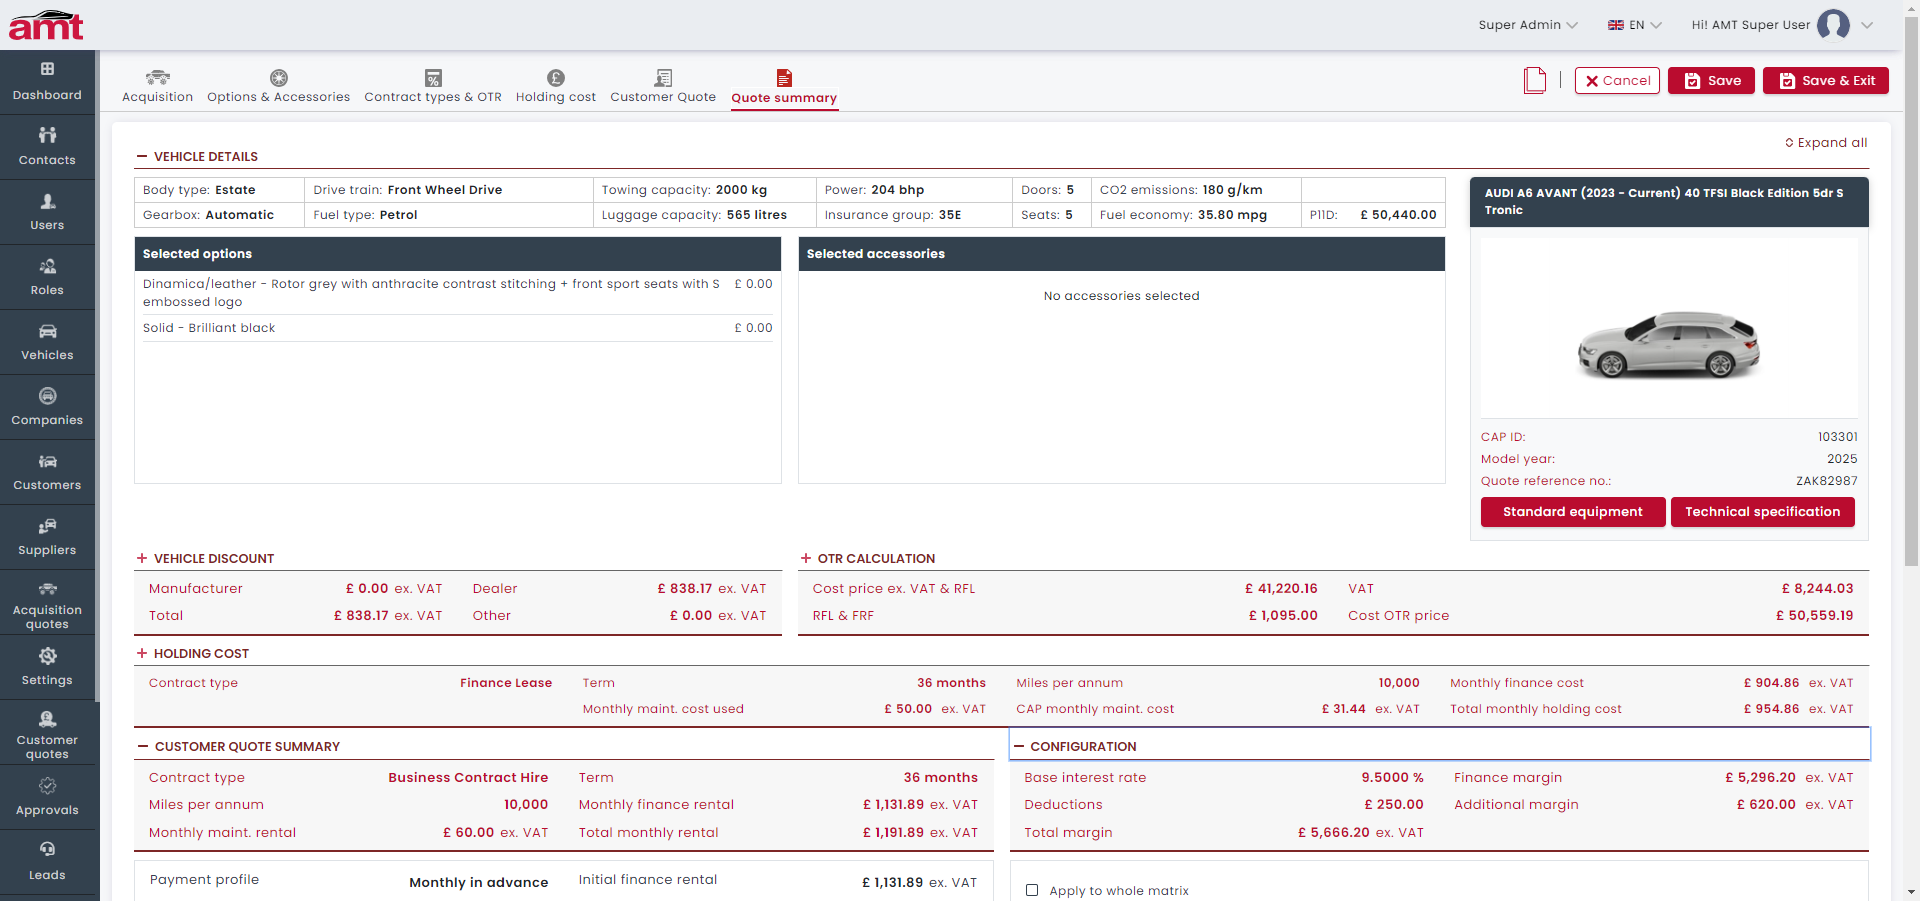 amt
Super Admin
EN
Hi! AMT Super User
Dashboard
Contacts
Users
Roles
Vehicles
Companies
Customers
Suppliers
Acquisition
quotes
Settings
Customer
quotes
Approvals
Leads
Acquisition
Options & Accessories
Contract types & OTR
Holding cost
Customer Quote
Quote summary
Cancel
Save
Save & Exit
Expand all
VEHICLE DETAILS
Body type: Estate
Drive train: Front Wheel Drive
Towing capacity: 2000 kg
Power: 204 bhp
Doors: 5
CO2 emissions: 180 g/km
Gearbox: Automatic
Fuel type: Petrol
Luggage capacity: 565 litres
Insurance group: 35E
Seats: 5
Fuel economy: 35.80 mpg
P11D: £ 50,440.00
Selected options
Dinamica/leather - Rotor grey with anthracite contrast stitching + front sport seats with S £ 0.00
embossed logo
Solid - Brilliant black £ 0.00
Selected accessories
No accessories selected
AUDI A6 AVANT (2023 - Current) 40 TFSI Black Edition 5dr S
Tronic
CAP ID: 103301
Model year: 2025
Quote reference no.: ZAK82987
Standard equipment
Technical specification
VEHICLE DISCOUNT
Manufacturer £ 0.00 ex. VAT Dealer £ 838.17 ex. VAT
Total £ 838.17 ex. VAT Other £ 0.00 ex. VAT
OTR CALCULATION
Cost price ex. VAT & RFL £ 41,220.16 VAT £ 8,244.03
RFL & FRF £ 1,095.00 Cost OTR price £ 50,559.19
HOLDING COST
Contract type Finance Lease Term 36 months Miles per annum 10,000 Monthly finance cost £ 904.86 ex. VAT
Monthly maint. cost used £ 50.00 ex. VAT CAP monthly maint. cost £ 31.44 ex. VAT Total monthly holding cost £ 954.86 ex. VAT
CUSTOMER QUOTE SUMMARY
Contract type Business Contract Hire Term 36 months
Miles per annum 10,000 Monthly finance rental £ 1,131.89 ex. VAT
Monthly maint. rental £ 60.00 ex. VAT Total monthly rental £ 1,191.89 ex. VAT
CONFIGURATION
Base interest rate 9.5000 % Finance margin £ 5,296.20 ex. VAT
Deductions £ 250.00 Additional margin £ 620.00 ex. VAT
Total margin £ 5,666.20 ex. VAT
Payment profile Monthly in advance Initial finance rental £ 1,131.89 ex. VAT
Apply to whole matrix